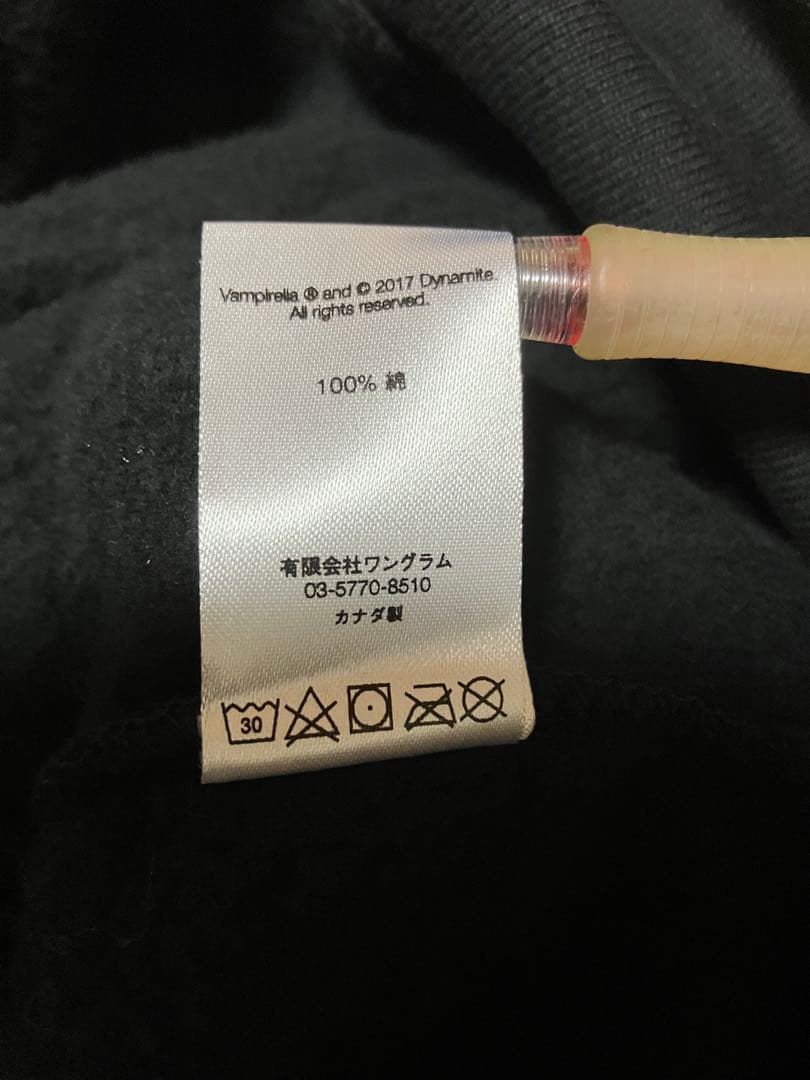 Vampirella ® and © 2017 Dynamite.
All rights reserved.
100% 綿
有限会社ワングラム
03-5770-8510
カナダ製
30